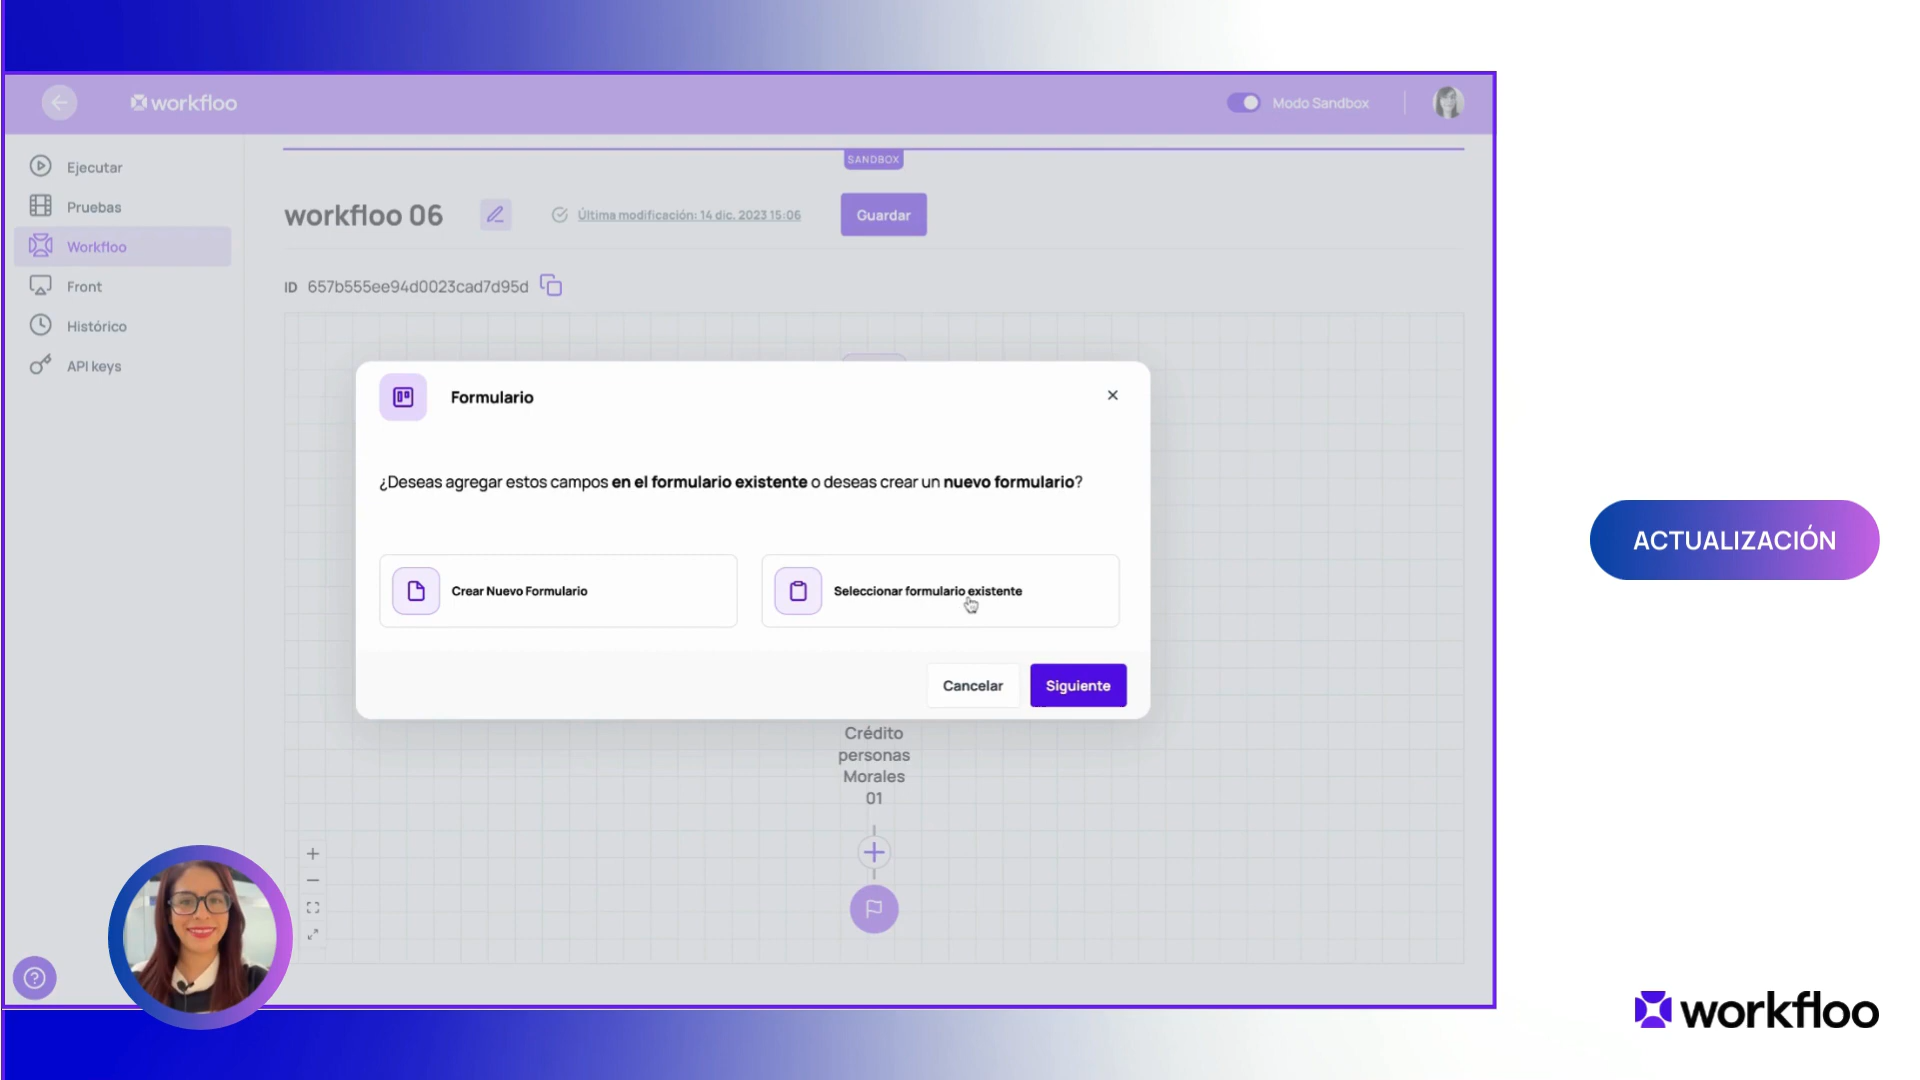 workfloo
Modo Sandbox
Ejecutar
Pruebas
Workfloo
Front
Histórico
API keys
SANDBOX
workfloo 06
Última modificación: 14 dic. 2023 15:06
Guardar
ID 657b555ee94d0023cad7d95d
Formulario
¿Deseas agregar estos campos en el formulario existente o deseas crear un nuevo formulario?
Crear Nuevo Formulario
Seleccionar formulario existente
Cancelar
Siguiente
Crédito
personas
Morales
01
ACTUALIZACIÓN
workfloo